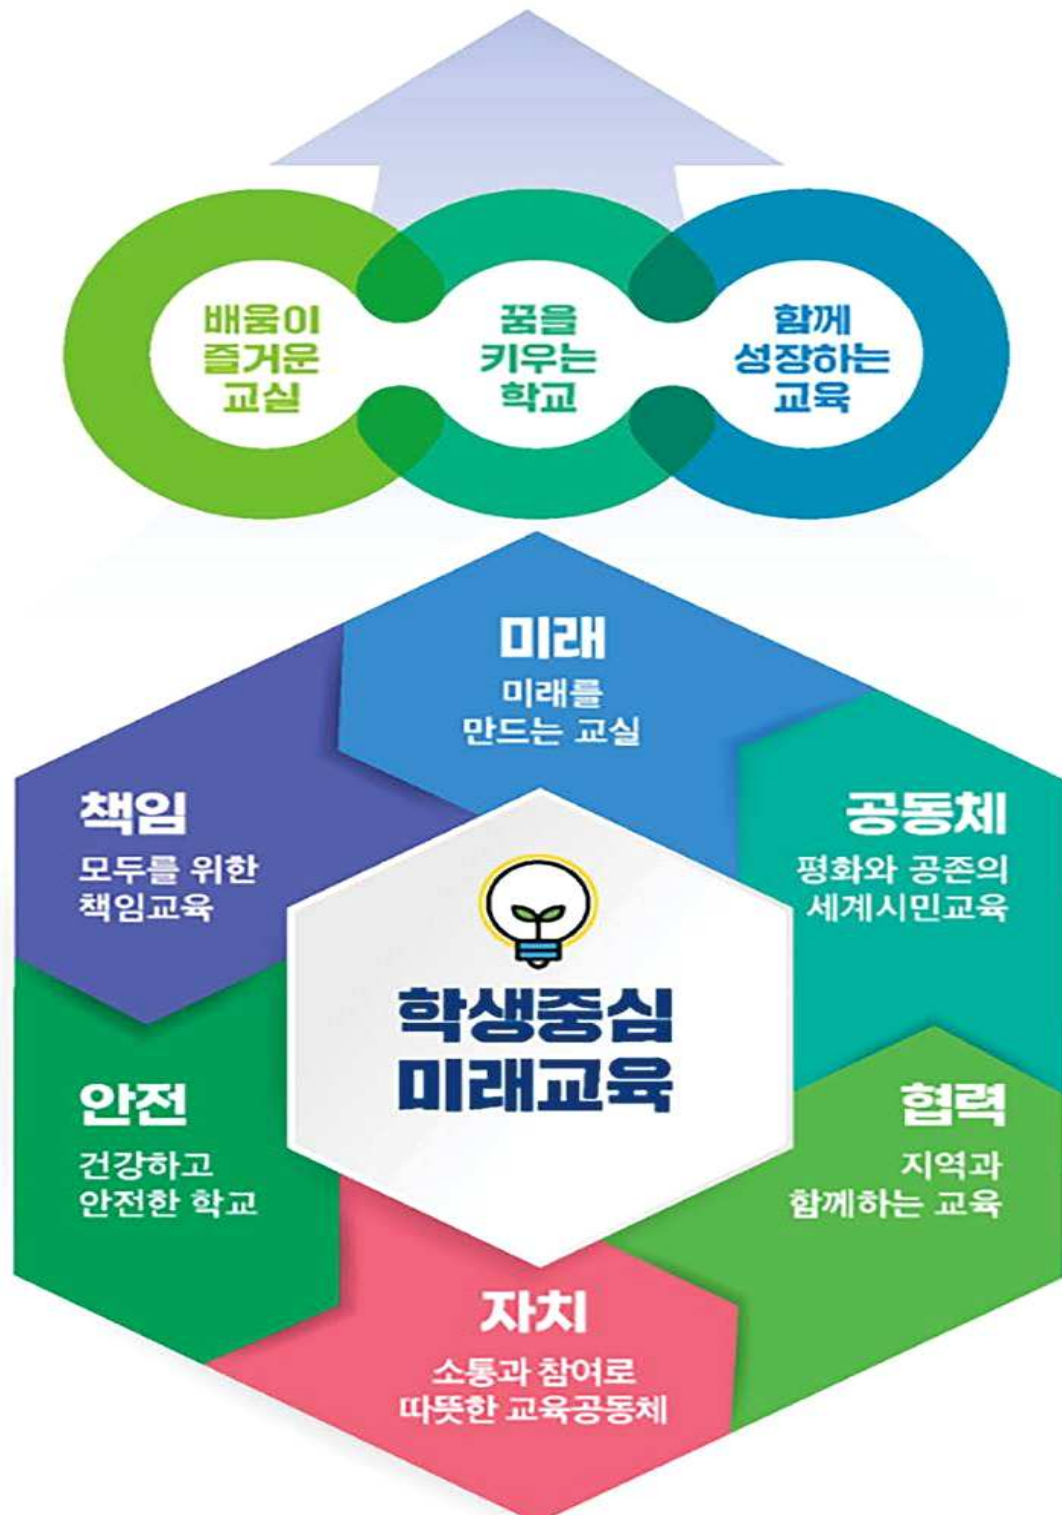 배움이
즐거운
교실
꿈을
키우는
학교
함께
성장하는
교육
미래
미래를
만드는 교실
책임
모두를 위한
책임교육
공동체
평화와 공존의
세계시민교육
학생중심
미래교육
안전
건강하고
안전한 학교
협력
지역과
함께하는 교육
자치
소통과 참여로
따뜻한 교육공동체